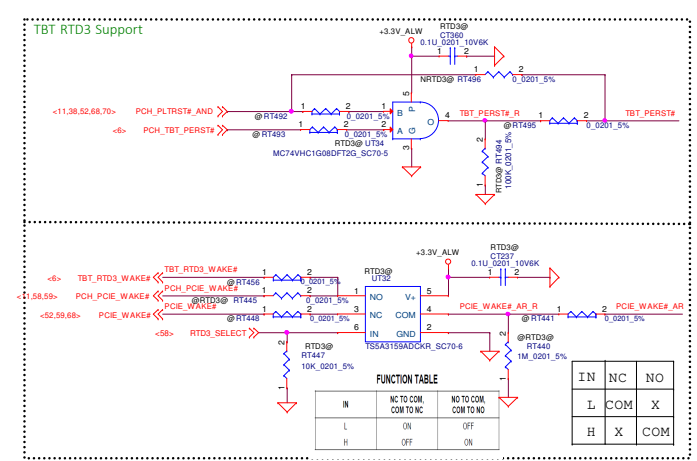 TBT RTD3 Support
+3.3V_ALW
RTD3@
CT360
0.1U_0201_10V6K
1 2
NRTD3@ RT496
1 2
0_0201_5%
<11,38,52,68,70> PCH_PLTRST#_AND
@ RT492
1 2
0_0201_5%
<6> PCH_TBT_PERST#
@ RT493
1 2
0_0201_5%
B P
A G
O
5
4
3
RTD3@ UT34
MC74VHC1G08DFT2G_SC70-5
TBT_PERST#_R
@ RT495
1 2
0_0201_5%
TBT_PERST#
RTD3@ RT494
100K_0201_5%
2
1
+3.3V_ALW
RTD3@
CT237
0.1U_0201_10V6K
1 2
<6> TBT_RTD3_WAKE#
TBT_RTD3_WAKE#
@ RT456
1 2
0_0201_5%
,58,59> PCH_PCIE_WAKE#
PCH_PCIE_WAKE#
@RTD3@ RT445
1 2
0_0201_5%
<52,59,68> PCIE_WAKE#
PCIE_WAKE#
@ RT448
1 2
0_0201_5%
<58> RTD3_SELECT
RTD3@
UT32
1 NO V+ 5
3 NC COM 4
6 IN GND 2
TS5A3159ADCKR_SC70-6
PCIE_WAKE#_AR_R
@ RT441
1 2
0_0201_5%
PCIE_WAKE#_AR
RTD3@
RT447
10K_0201_5%
2
1
@RTD3@
RT440
1M_0201_5%
2
1
FUNCTION TABLE
IN NC TO COM, COM TO NC NO TO COM, COM TO NO
L ON OFF
H OFF ON
IN NC NO
L COM X
H X COM